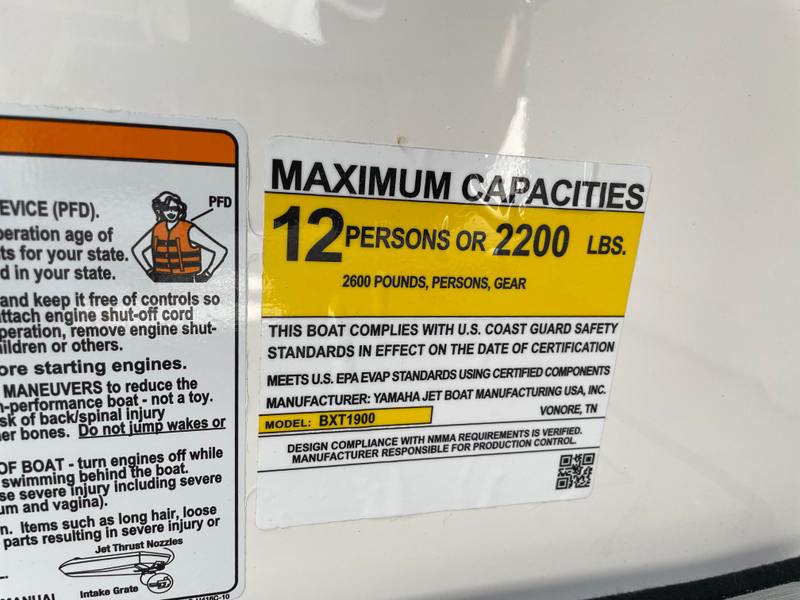 EVICE (PFD).
PFD
peration age of
ts for your state.
d in your state.
and keep it free of controls so
attach engine shut-off cord
peration, remove engine shut-
hildren or others.
ore starting engines.
MANEUVERS to reduce the
h-performance boat - not a toy.
sk of back/spinal injury
er bones. Do not jump wakes or
OF BOAT - turn engines off while
swimming behind the boat.
se severe injury including severe
um and vagina).
n. Items such as long hair, loose
parts resulting in severe injury or
Jet Thrust Nozzles
Intake Grate
MANUAL
MAXIMUM CAPACITIES
12 PERSONS OR 2200 LBS.
2600 POUNDS, PERSONS, GEAR
THIS BOAT COMPLIES WITH U.S. COAST GUARD SAFETY
STANDARDS IN EFFECT ON THE DATE OF CERTIFICATION
MEETS U.S. EPA EVAP STANDARDS USING CERTIFIED COMPONENTS
MANUFACTURER: YAMAHA JET BOAT MANUFACTURING USA, INC.
MODEL: BXT1900
VONORE, TN
DESIGN COMPLIANCE WITH NMMA REQUIREMENTS IS VERIFIED.
MANUFACTURER RESPONSIBLE FOR PRODUCTION CONTROL.